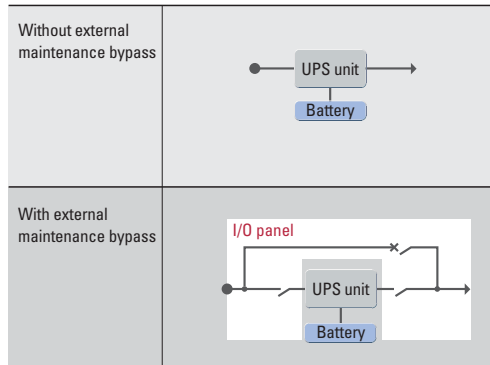 Without external
maintenance bypass
UPS unit
Battery
With external
maintenance bypass
I/O panel
UPS unit
Battery